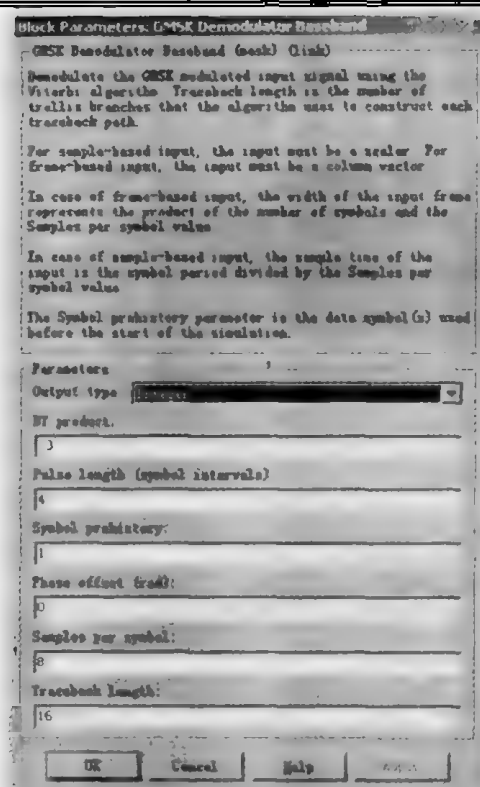 Block Parameters: GMSK Demodulator Baseband
GMSK Demodulator Baseband (mask) (link)
Demodulate the GMSK modulated input signal using the
Viterbi algorithm Traceback length is the number of
trellis branches that the algorithm uses to construct each
traceback path.
For sample-based input, the input must be a scalar For
frame-based input, the input must be a column vector
In case of frame-based input, the width of the input frame
represents the product of the number of symbols and the
Samples per symbol value
In case of sample-based input, the sample time of the
input is the symbol period divided by the Samples per
symbol value
The Symbol prehistory parameter is the data symbol(s) used
before the start of the simulation.
Parameters
Output type
BT product.
3
Pulse length (symbol intervals)
4
Symbol prehistory:
1
Phase offset (rad):
0
Samples per symbol:
8
Traceback length:
16
OK
Cancel
Help